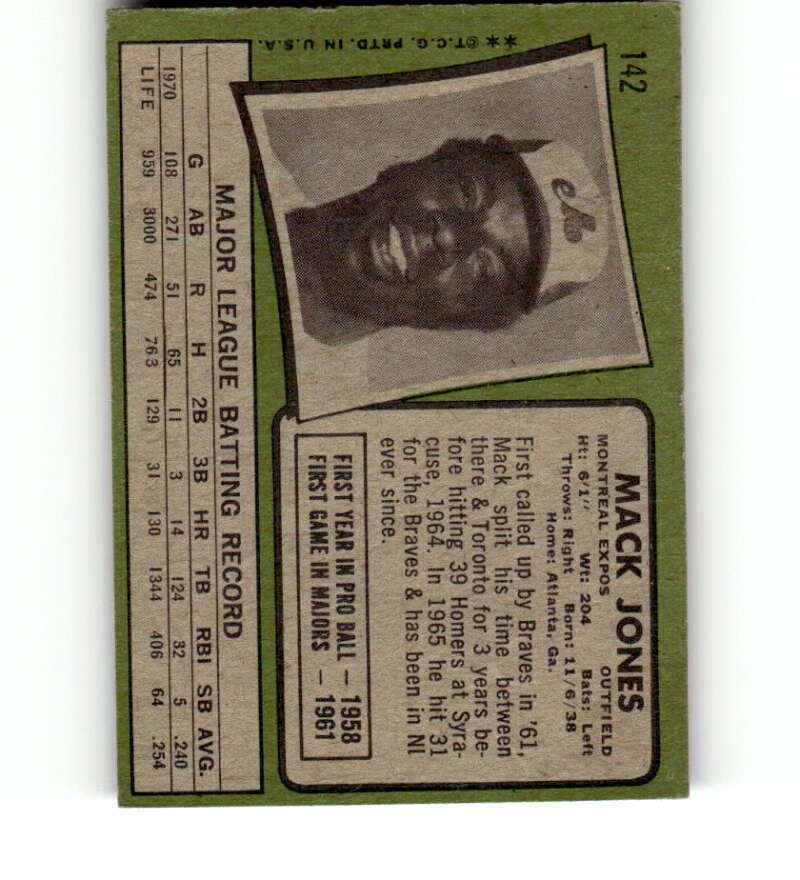 142
**©T.C.G. PRTD. IN U.S.A.
MACK JONES
MONTREAL EXPOS OUTFIELD
Ht: 6'1" Wt: 204 Bats: Left
Throws: Right Born: 11/6/38
Home: Atlanta, Ga.
First called up by Braves in '61,
Mack split his time between
there & Toronto for 3 years be-
fore hitting 39 Homers at Syra-
cuse, 1964. In 1965 he hit 31
for the Braves & has been in NL
ever since.
FIRST YEAR IN PRO BALL — 1958
FIRST GAME IN MAJORS — 1961
MAJOR LEAGUE BATTING RECORD
G AB R H 2B 3B HR TB RBI SB AVG.
1970 108 271 51 65 11 3 14 124 32 5 .240
LIFE 959 3000 474 763 129 31 130 1344 406 64 .254